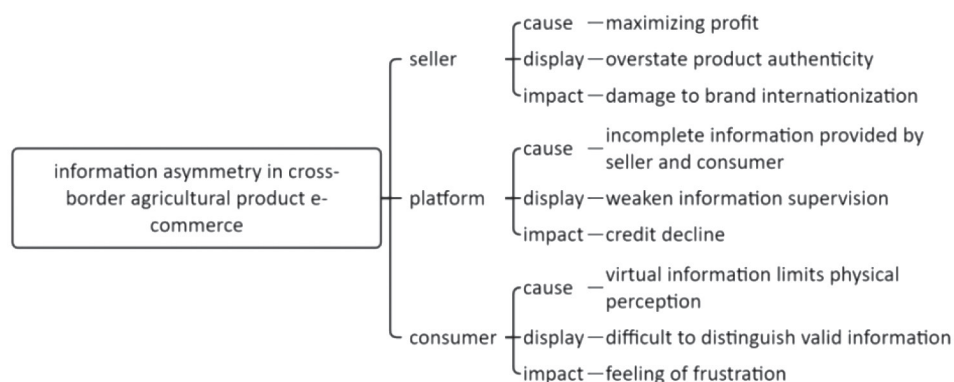 information asymmetry in cross-
border agricultural product e-
commerce
seller
cause
maximizing profit
display
overstate product authenticity
impact
damage to brand internationization
platform
cause
incomplete information provided by
seller and consumer
display
weaken information supervision
impact
credit decline
consumer
cause
virtual information limits physical
perception
display
difficult to distinguish valid information
impact
feeling of frustration